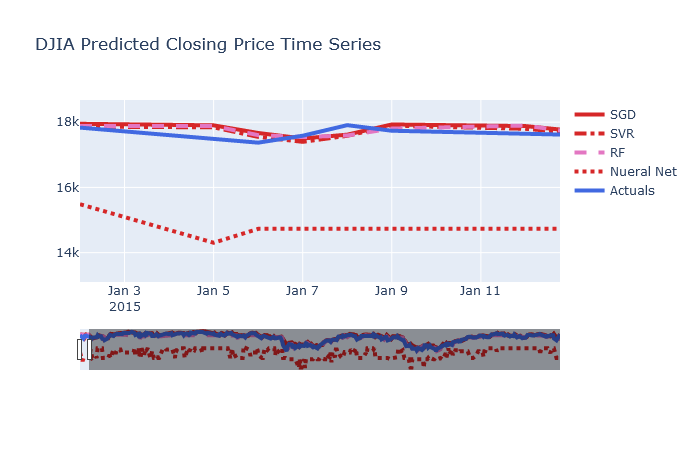 DJIA Predicted Closing Price Time Series
18k
16k
14k
Jan 3
2015
Jan 5
Jan 7
Jan 9
Jan 11
SGD
SVR
RF
Nueral Net
Actuals